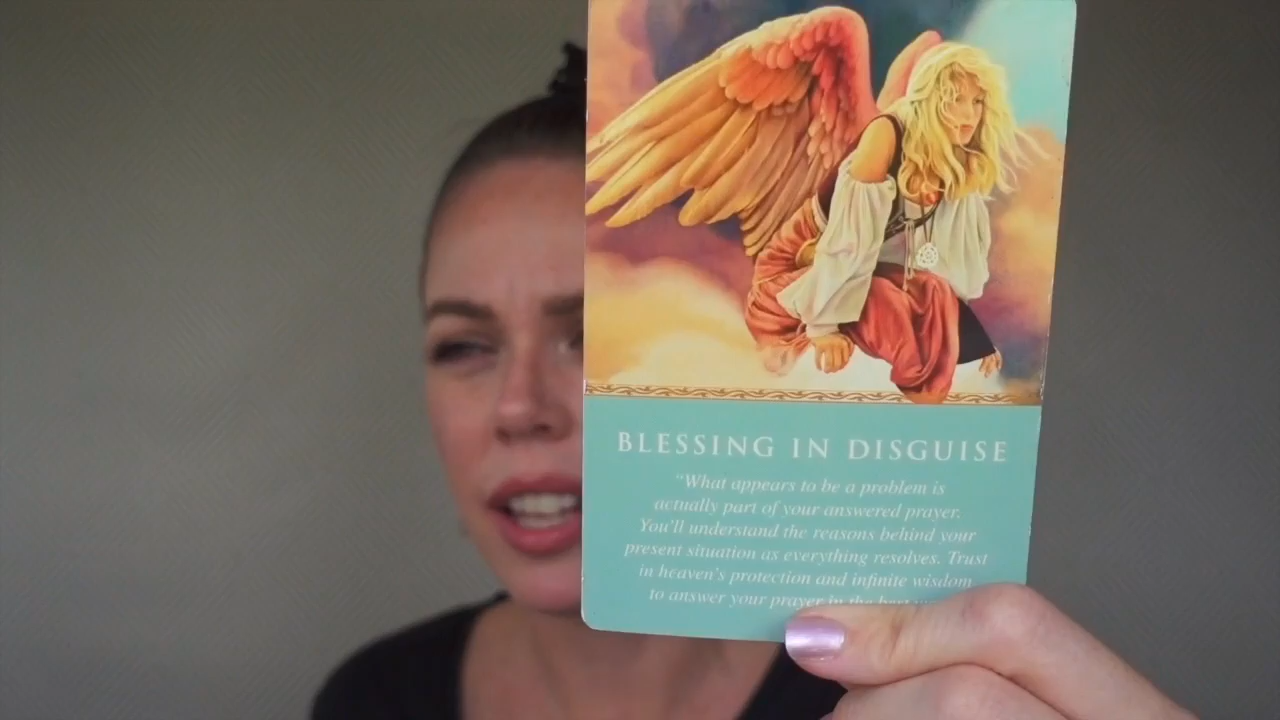 BLESSING IN DISGUISE
"What appears to be a problem is
actually part of your answered prayer.
You'll understand the reasons behind your
present situation as everything resolves. Trust
in heaven's protection and infinite wisdom
to answer your prayer in the best